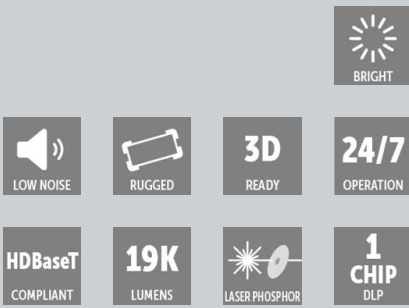 BRIGHT
LOW NOISE
RUGGED
3D
READY
24/7
OPERATION
HDBaseT
COMPLIANT
19K
LUMENS
LASER PHOSPHOR
1
CHIP
DLP